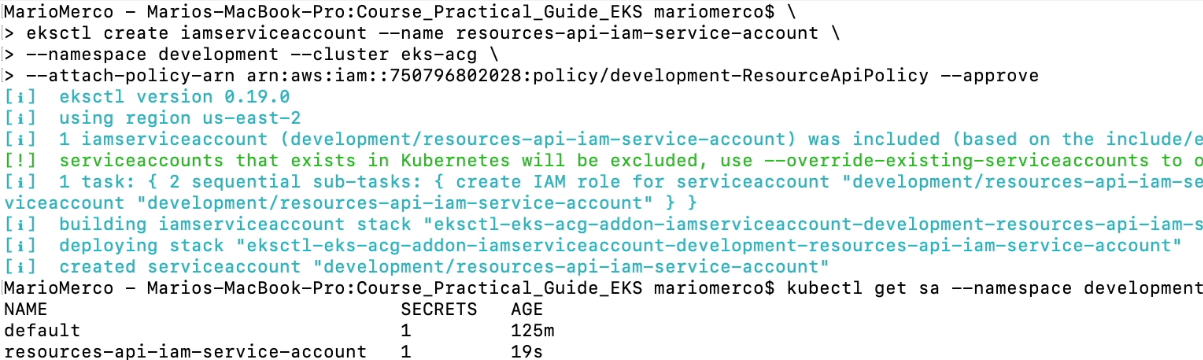 MarioMerco – Marios-MacBook-Pro:Course_Practical_Guide_EKS mariomerco$ \
> eksctl create iamserviceaccount --name resources-api-iam-service-account \
> --namespace development --cluster eks-acg \
> --attach-policy-arn arn:aws:iam::750796802028:policy/development-ResourceApiPolicy --approve
[ℹ]  eksctl version 0.19.0
[ℹ]  using region us-east-2
[ℹ]  1 iamserviceaccount (development/resources-api-iam-service-account) was included (based on the include/e
[!]  serviceaccounts that exists in Kubernetes will be excluded, use --override-existing-serviceaccounts to o
[ℹ]  1 task: { 2 sequential sub-tasks: { create IAM role for serviceaccount "development/resources-api-iam-se
viceaccount "development/resources-api-iam-service-account" } }
[ℹ]  building iamserviceaccount stack "eksctl-eks-acg-addon-iamserviceaccount-development-resources-api-iam-s
[ℹ]  deploying stack "eksctl-eks-acg-addon-iamserviceaccount-development-resources-api-iam-service-account"
[ℹ]  created serviceaccount "development/resources-api-iam-service-account"
MarioMerco – Marios-MacBook-Pro:Course_Practical_Guide_EKS mariomerco$ kubectl get sa --namespace development
NAME                                SECRETS   AGE
default                             1         125m
resources-api-iam-service-account   1         19s